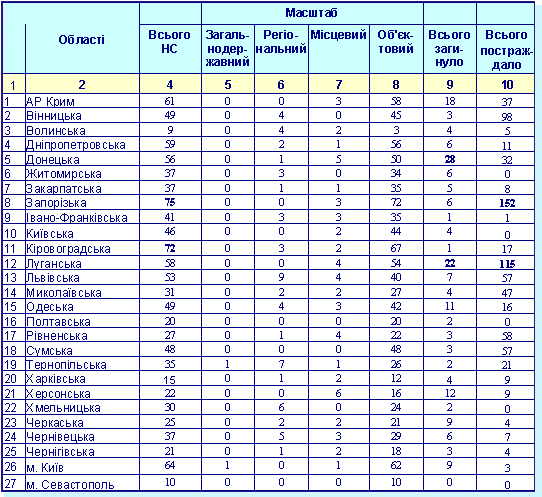 Масштаб
Області Всього НС Загаль-нодер-жавний Регіо-нальний Місцевий Об'єк-товий Всього заги-нуло Всього постраж-дало
1 2 4 5 6 7 8 9 10
1 АР Крим 61 0 0 3 58 18 37
2 Вінницька 49 0 4 0 45 3 98
3 Волинська 9 0 4 2 3 4 5
4 Дніпропетровська 59 0 2 1 56 6 11
5 Донецька 56 0 1 5 50 28 32
6 Житомирська 37 0 3 0 34 6 0
7 Закарпатська 37 0 1 1 35 5 8
8 Запорізька 75 0 0 3 72 6 152
9 Івано-Франківська 41 0 3 3 35 1 1
10 Київська 46 0 0 2 44 4 0
11 Кіровоградська 72 0 3 2 67 1 17
12 Луганська 58 0 0 4 54 22 115
13 Львівська 53 0 9 4 40 7 57
14 Миколаївська 31 0 2 2 27 4 47
15 Одеська 49 0 4 3 42 11 16
16 Полтавська 20 0 0 0 20 2 0
17 Рівненська 27 0 1 4 22 3 58
18 Сумська 48 0 0 0 48 3 57
19 Тернопільська 35 1 7 1 26 2 21
20 Харківська 15 0 1 2 12 4 9
21 Херсонська 22 0 0 6 16 12 9
22 Хмельницька 30 0 6 0 24 2 0
23 Черкаська 25 0 2 2 21 9 4
24 Чернівецька 37 0 5 3 29 6 7
25 Чернігівська 21 0 1 2 18 3 4
26 м. Київ 64 1 0 1 62 9 3
27 м. Севастополь 10 0 0 0 10 0 0